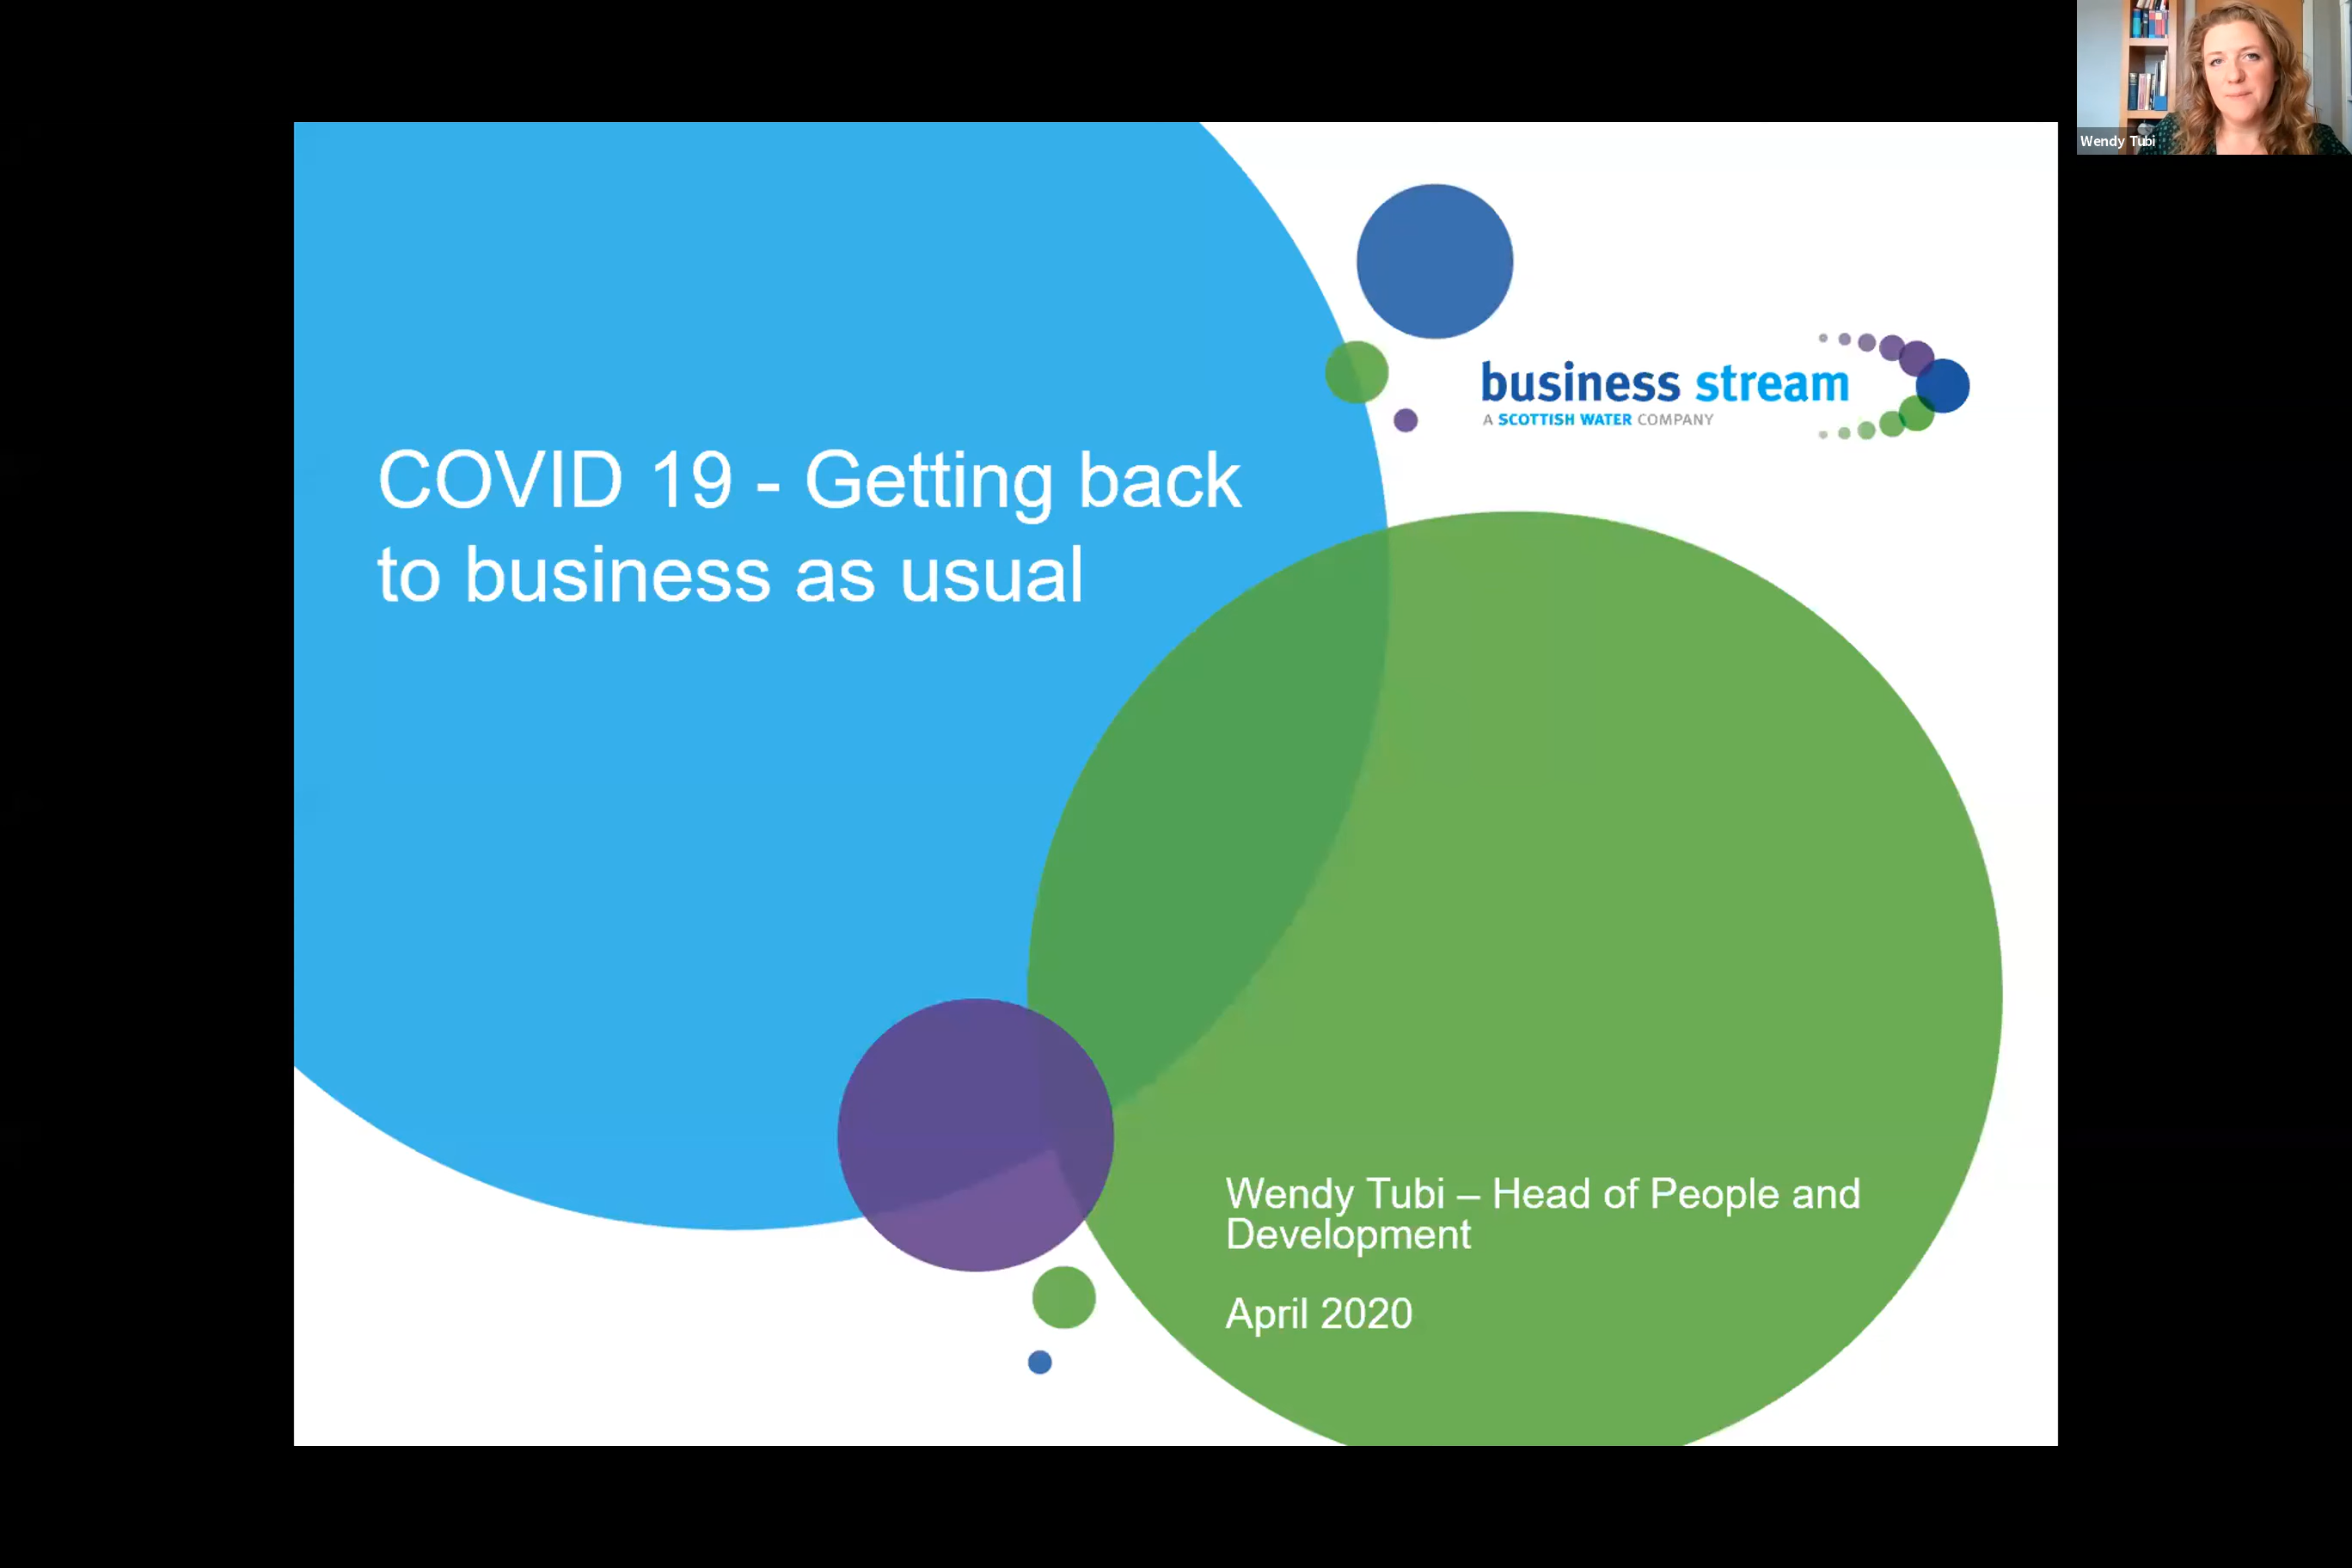 Wendy Tubi
business stream
A SCOTTISH WATER COMPANY
COVID 19 - Getting back
to business as usual
Wendy Tubi – Head of People and
Development
April 2020